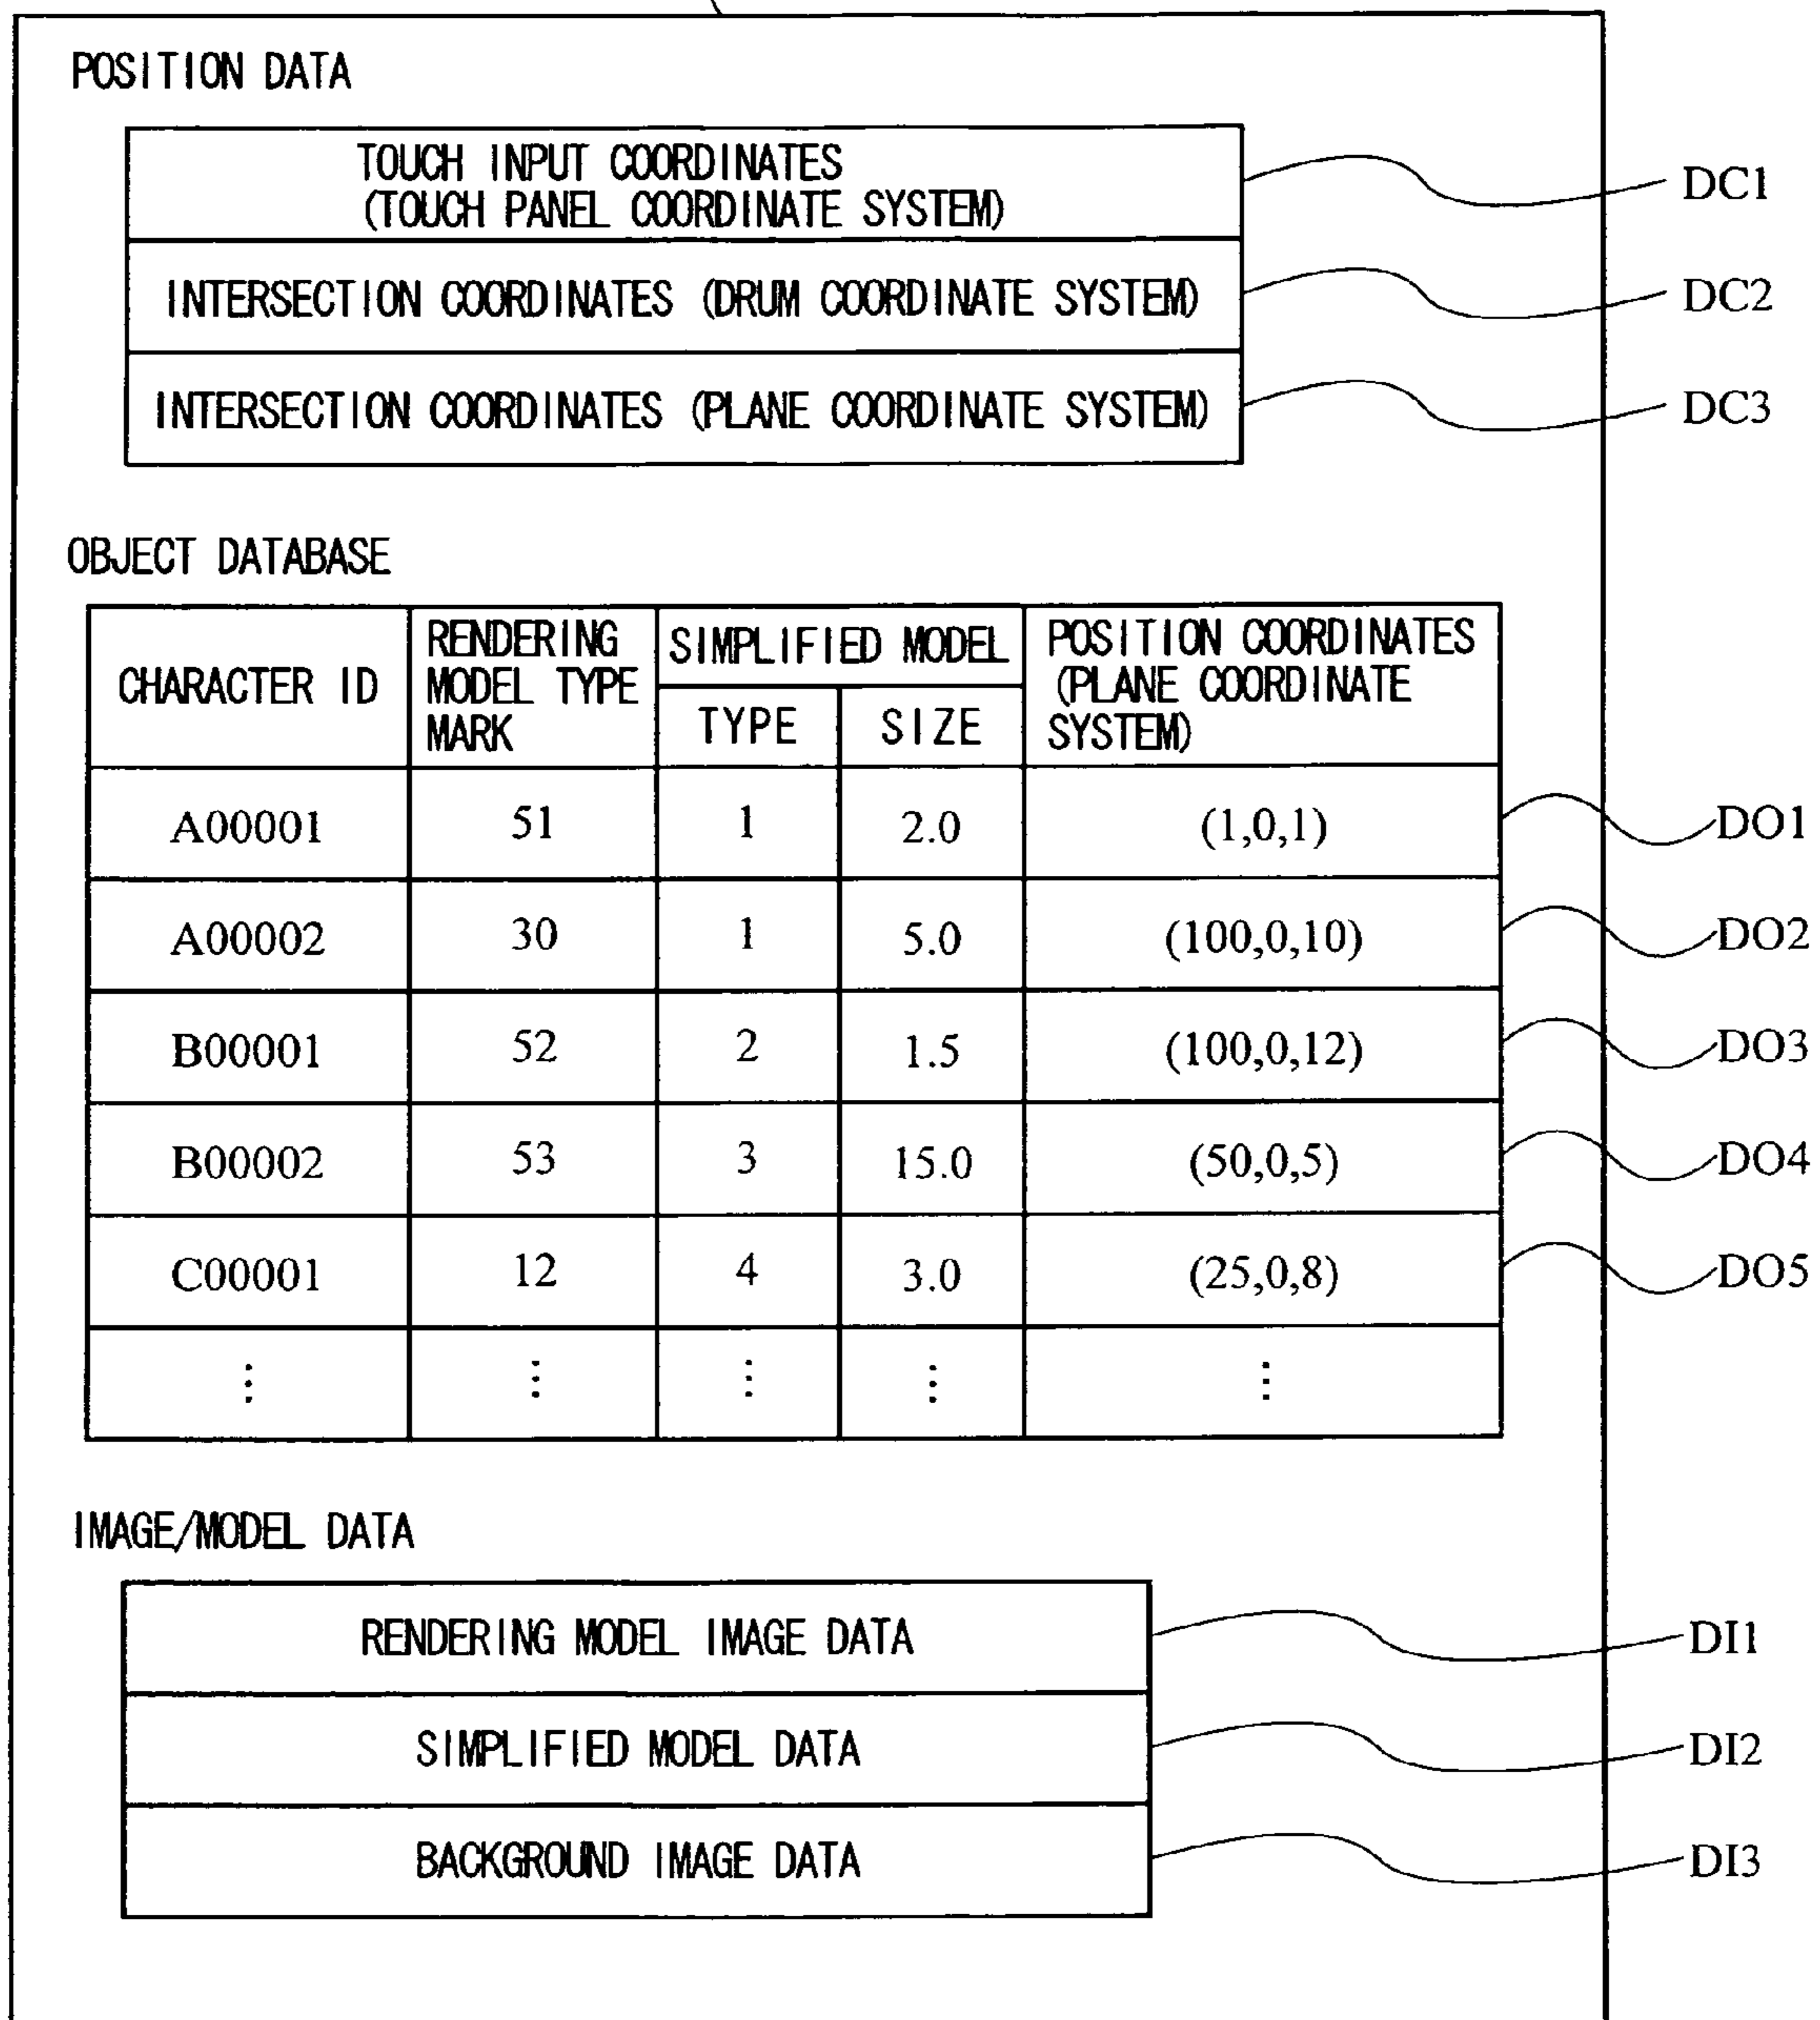 POSITION DATA
TOUCH INPUT COORDINATES
(TOUCH PANEL COORDINATE SYSTEM)
DC1
INTERSECTION COORDINATES (DRUM COORDINATE SYSTEM)
DC2
INTERSECTION COORDINATES (PLANE COORDINATE SYSTEM)
DC3
OBJECT DATABASE
CHARACTER ID
RENDERING
MODEL TYPE
MARK
SIMPLIFIED MODEL
TYPE
SIZE
POSITION COORDINATES
(PLANE COORDINATE
SYSTEM)
A00001 51 1 2.0 (1,0,1) DO1
A00002 30 1 5.0 (100,0,10) DO2
B00001 52 2 1.5 (100,0,12) DO3
B00002 53 3 15.0 (50,0,5) DO4
C00001 12 4 3.0 (25,0,8) DO5
⋮ ⋮ ⋮ ⋮ ⋮
IMAGE/MODEL DATA
RENDERING MODEL IMAGE DATA
DI1
SIMPLIFIED MODEL DATA
DI2
BACKGROUND IMAGE DATA
DI3